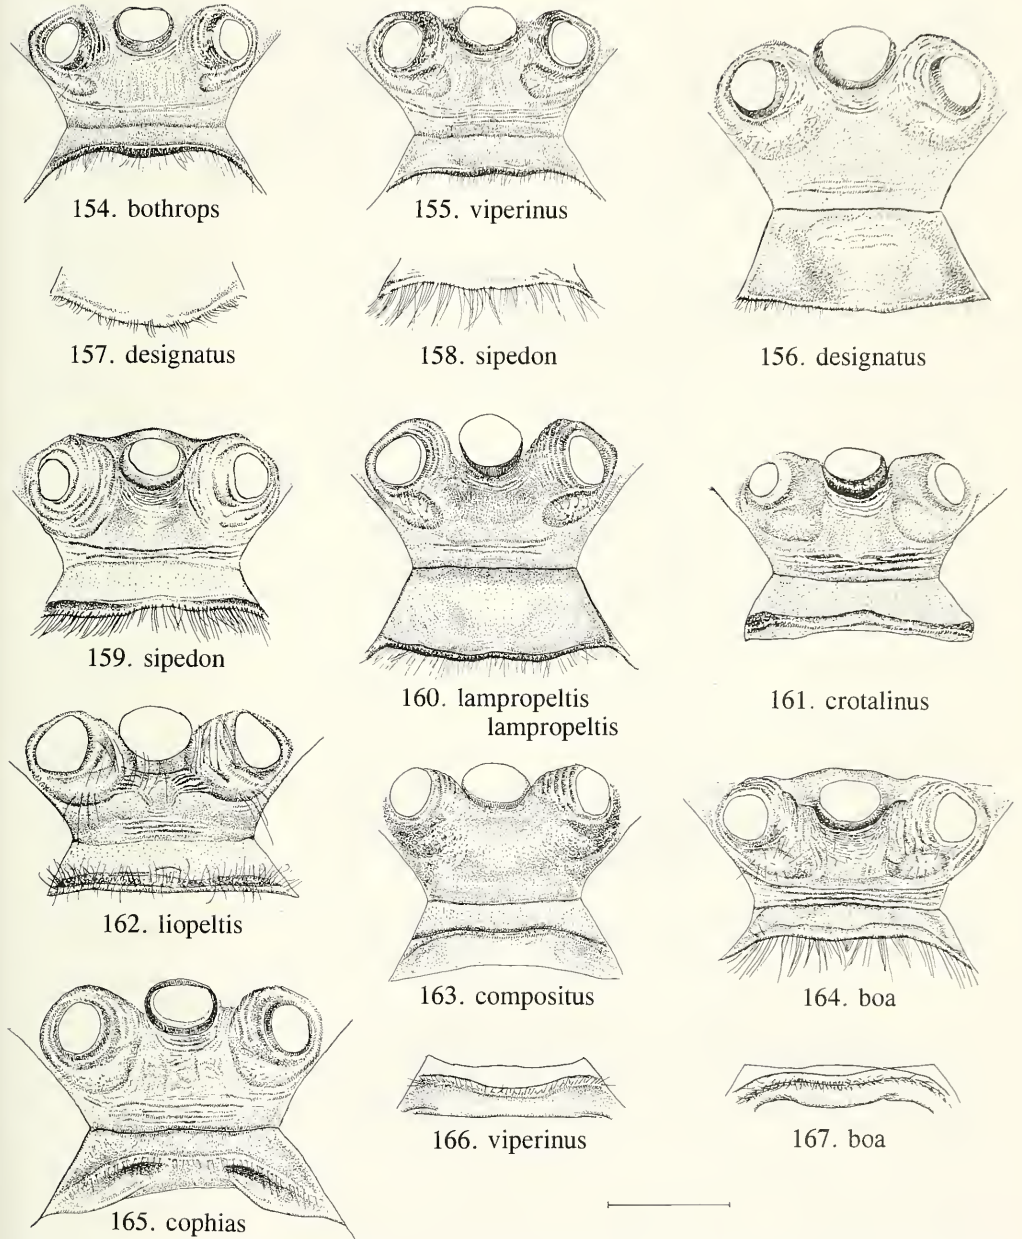 154. bothrops
155. viperinus
156. designatus
157. designatus
158. sipedon
159. sipedon
160. lampropeltis
lampropeltis
161. crotalinus
162. liopeltis
163. compositus
164. boa
165. cophias
166. viperinus
167. boa